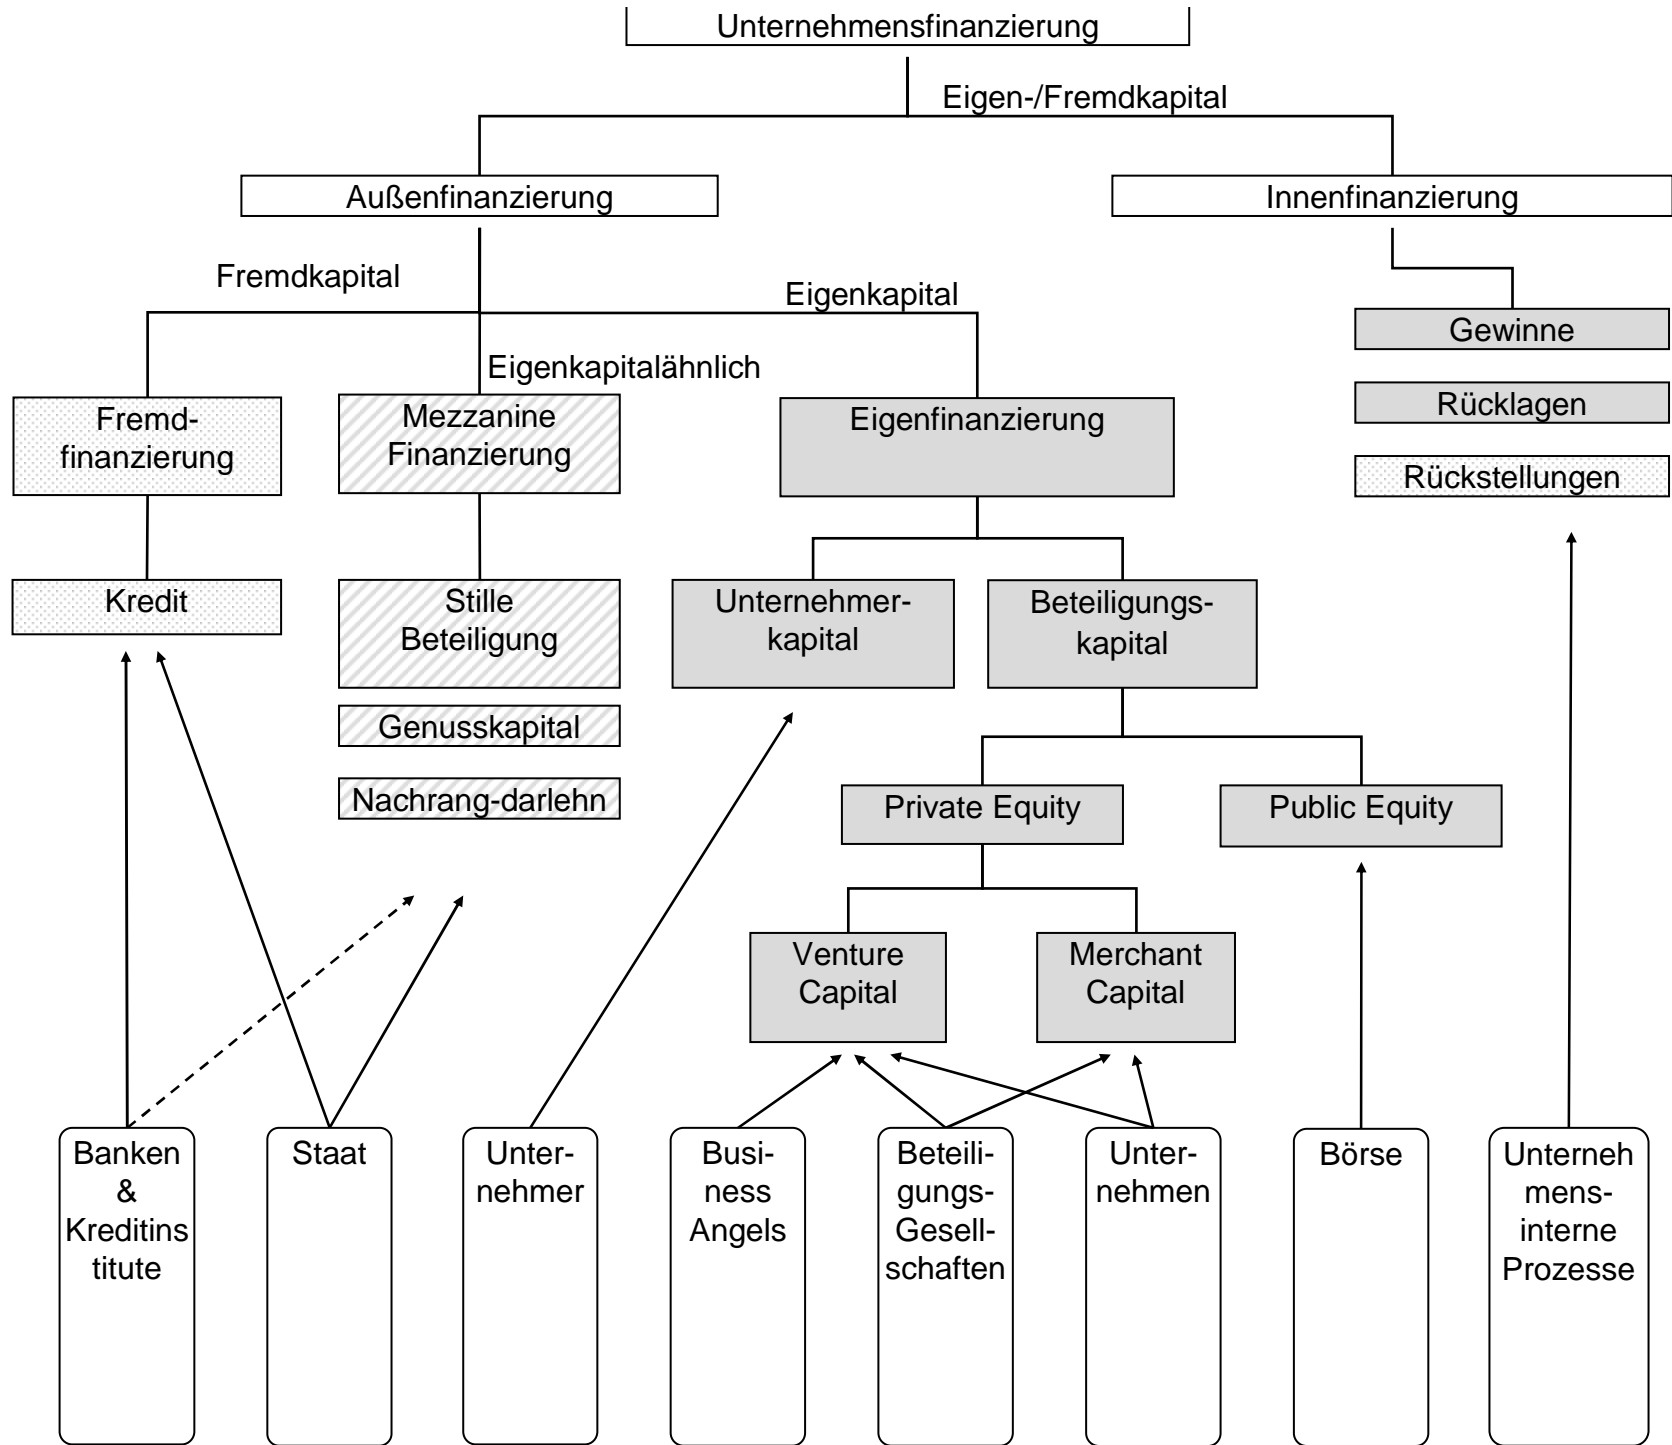 Unternehmensfinanzierung
Eigen-/Fremdkapital
Außenfinanzierung
Innenfinanzierung
Fremdkapital
Eigenkapital
Eigenkapitalähnlich
Gewinne
Rücklagen
Rückstellungen
Fremd-
finanzierung
Mezzanine
Finanzierung
Eigenfinanzierung
Kredit
Stille
Beteiligung
Genusskapital
Nachrang-darlehn
Unternehmer-
kapital
Beteiligungs-
kapital
Private Equity
Public Equity
Venture
Capital
Merchant
Capital
Banken
&
Kreditins
titute
Staat
Unter-
nehmer
Busi-
ness
Angels
Beteili-
gungs-
Gesell-
schaften
Unter-
nehmen
Börse
Unterneh
mens-
interne
Prozesse